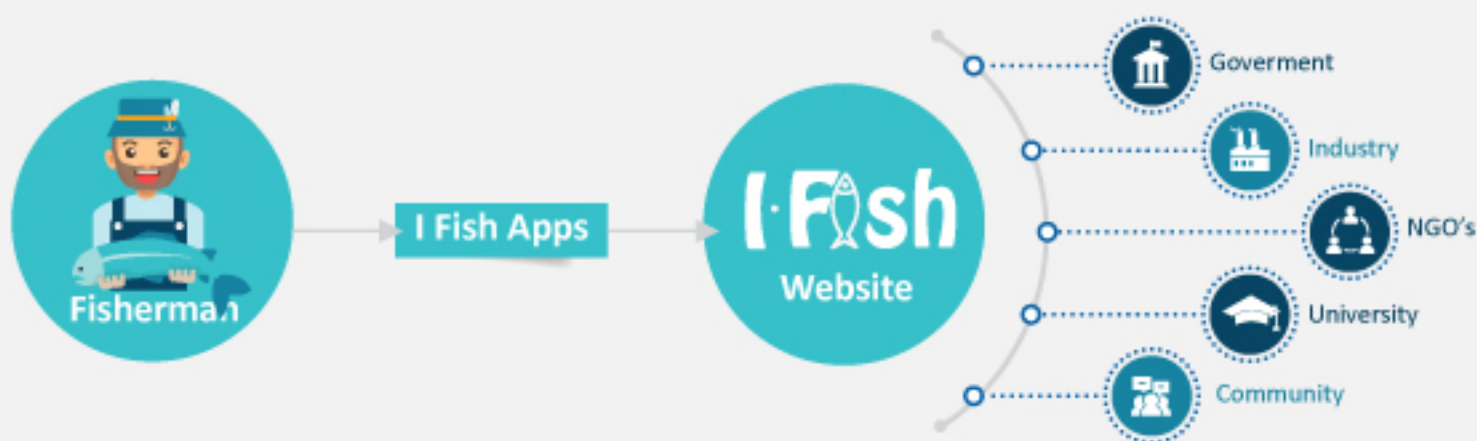 Fisherman
I Fish Apps
I·Fish
Website
Goverment
Industry
NGO's
University
Community